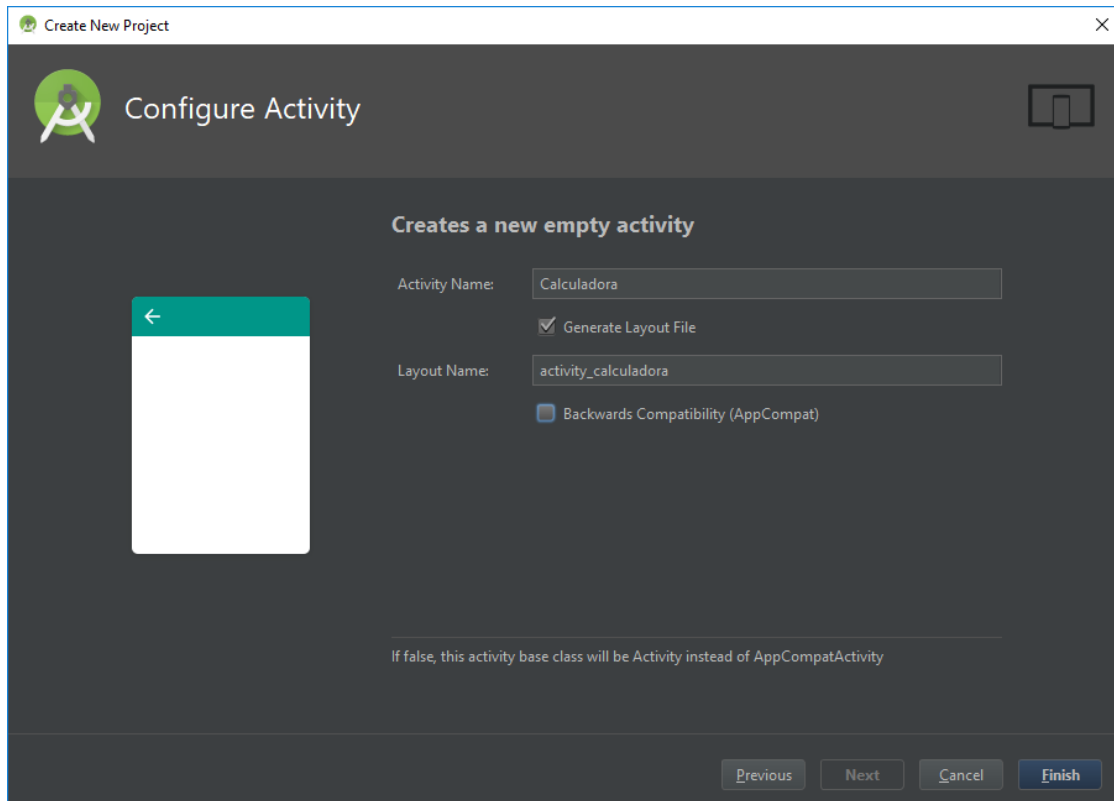 Create New Project
Configure Activity
Creates a new empty activity
Activity Name: Calculadora
Generate Layout File
Layout Name: activity_calculadora
Backwards Compatibility (AppCompat)
If false, this activity base class will be Activity instead of AppCompatActivity
Previous Next Cancel Finish